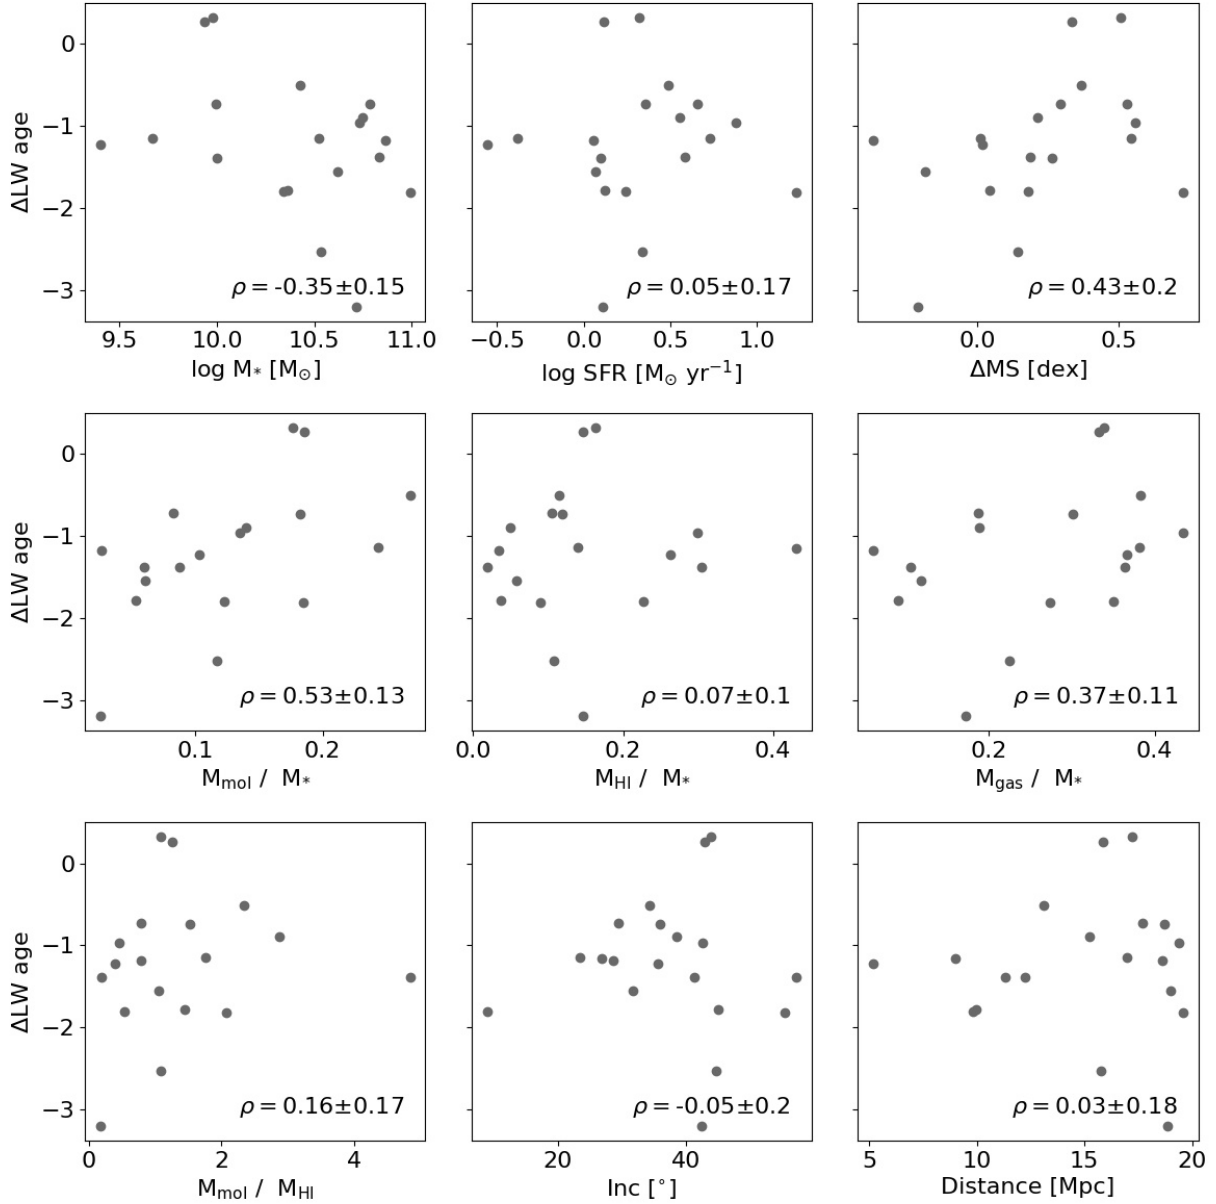 0
−1
−2
−3
ΔLW age
9.5 10.0 10.5 11.0
log M* [M⊙]
ρ = -0.35±0.15
−0.5 0.0 0.5 1.0
log SFR [M⊙ yr−1]
ρ = 0.05±0.17
0.0 0.5
ΔMS [dex]
ρ = 0.43±0.2
0
−1
−2
−3
ΔLW age
0.1 0.2
Mmol / M*
ρ = 0.53±0.13
0.0 0.2 0.4
MHI / M*
ρ = 0.07±0.1
0.2 0.4
Mgas / M*
ρ = 0.37±0.11
0
−1
−2
−3
ΔLW age
0 2 4
Mmol / MHI
ρ = 0.16±0.17
20 40
Inc [°]
ρ = -0.05±0.2
5 10 15 20
Distance [Mpc]
ρ = 0.03±0.18